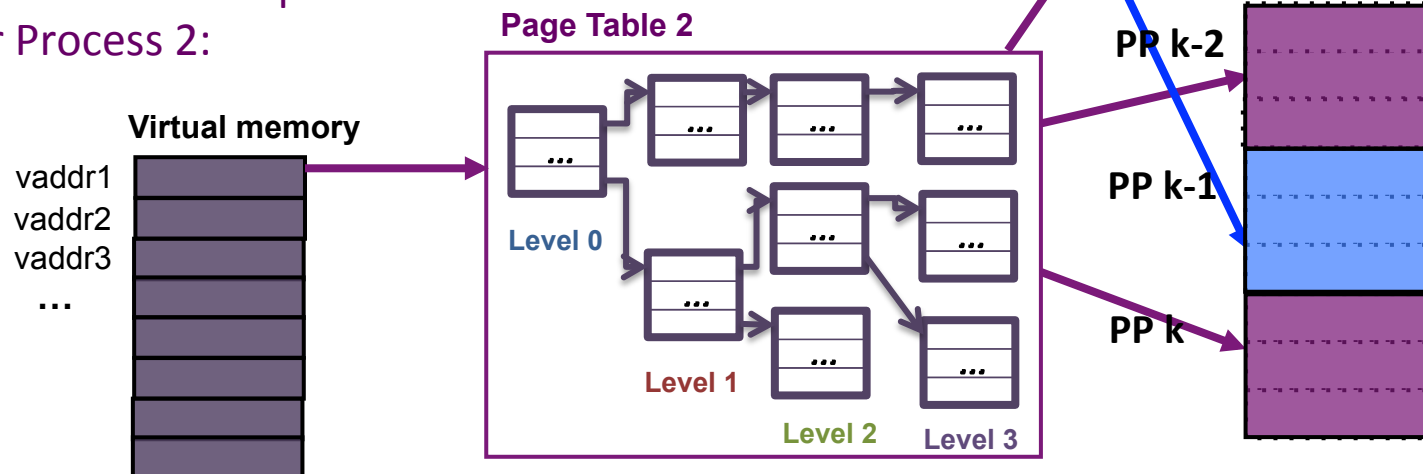 Process 2:
Page Table 2
Virtual memory
vaddr1
vaddr2
vaddr3
...
...
...
...
...
...
...
...
...
...
Level 0
Level 1
Level 2
Level 3
PP k-2
PP k-1
PP k